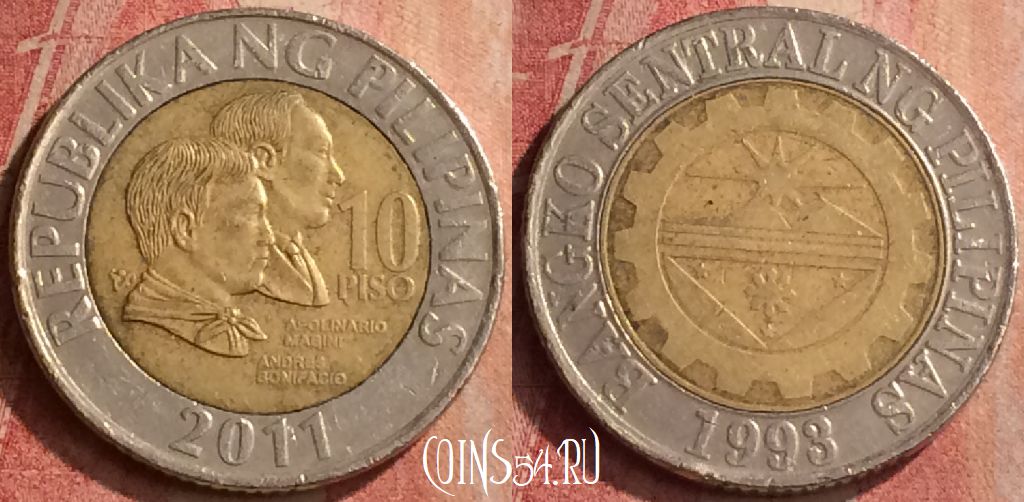 REPUBLIKA NG PILIPINAS
10
PISO
APOLINARIO
MABINI
ANDRES
BONIFACIO
2011
BANGKO SENTRAL NG PILIPINAS
1993
COINS54.RU